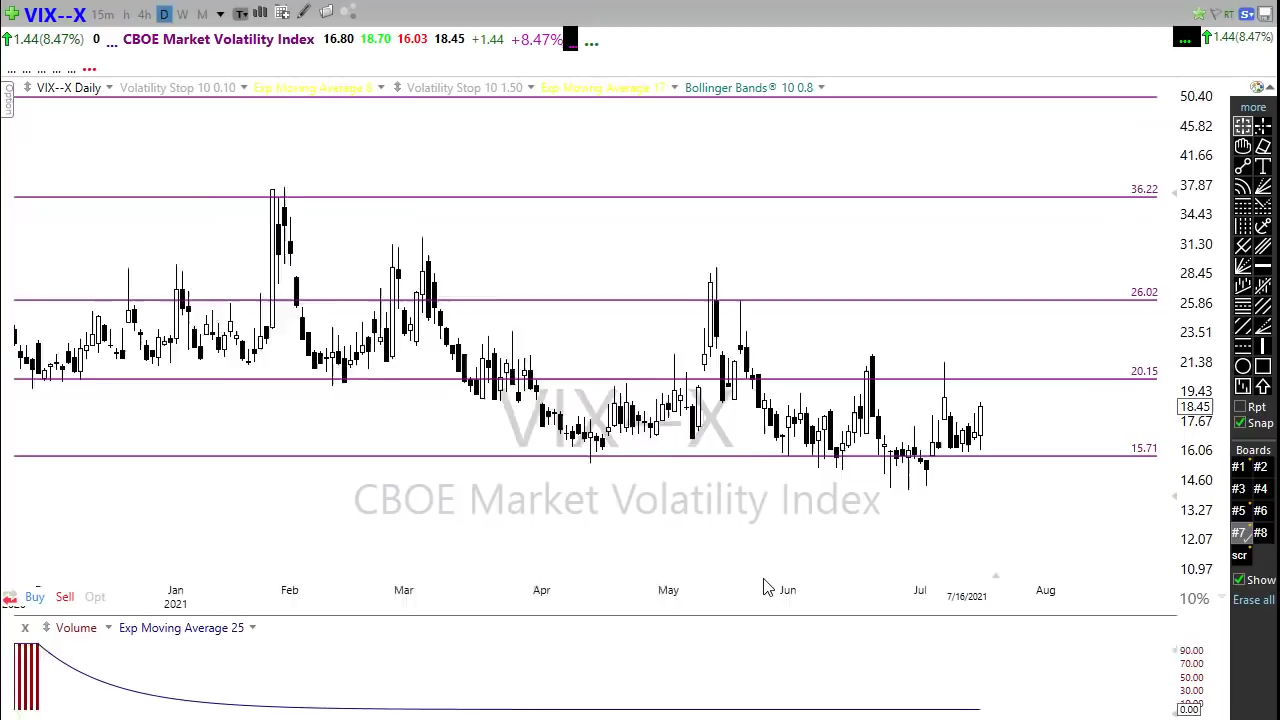 VIX--X 15m h 4h D W M T RT S
1.44(8.47%) 0 ... CBOE Market Volatility Index 16.80 18.70 16.03 18.45 +1.44 +8.47% ... ... 1.44(8.47%)
... ... ... ... ... ...
VIX--X Daily Volatility Stop 10 0.10 Exp Moving Average 8 Volatility Stop 10 1.50 Exp Moving Average 17 Bollinger Bands® 10 0.8
Option
50.40
45.82
41.66
37.87
36.22
34.43
31.30
28.45
26.02
25.86
23.51
21.38
20.15
19.43
18.45
17.67
15.71
16.06
14.60
13.27
12.07
10.97
VIX--X
CBOE Market Volatility Index
Jan Feb Mar Apr May Jun Jul Aug
2021 7/16/2021
Buy Sell Opt 10%
X Volume Exp Moving Average 25
90.00
70.00
50.00
30.00
0.00
more
T
Rpt
Snap
Boards
#1 #2
#3 #4
#5 #6
#7 #8
scr
Show
Erase all